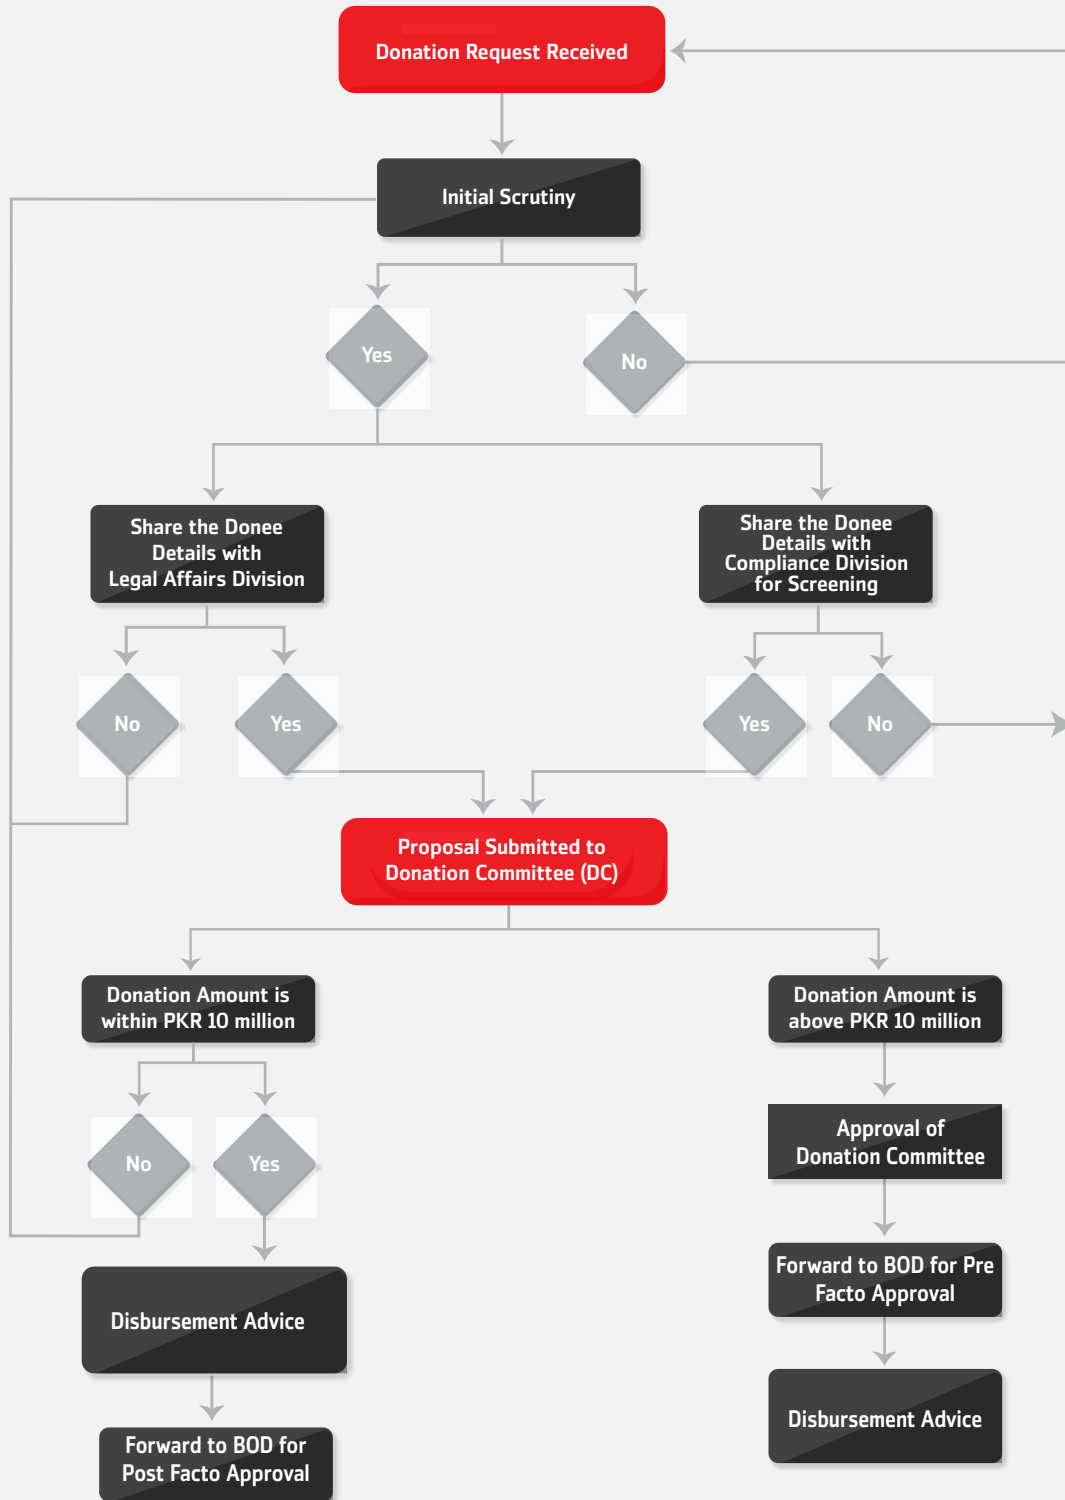 Donation Request Received
Initial Scrutiny
Yes
No
Share the Donee
Details with
Legal Affairs Division
Share the Donee
Details with
Compliance Division
for Screening
No
Yes
Yes
No
Proposal Submitted to
Donation Committee (DC)
Donation Amount is
within PKR 10 million
Donation Amount is
above PKR 10 million
No
Yes
Approval of
Donation Committee
Disbursement Advice
Forward to BOD for Pre
Facto Approval
Forward to BOD for
Post Facto Approval
Disbursement Advice